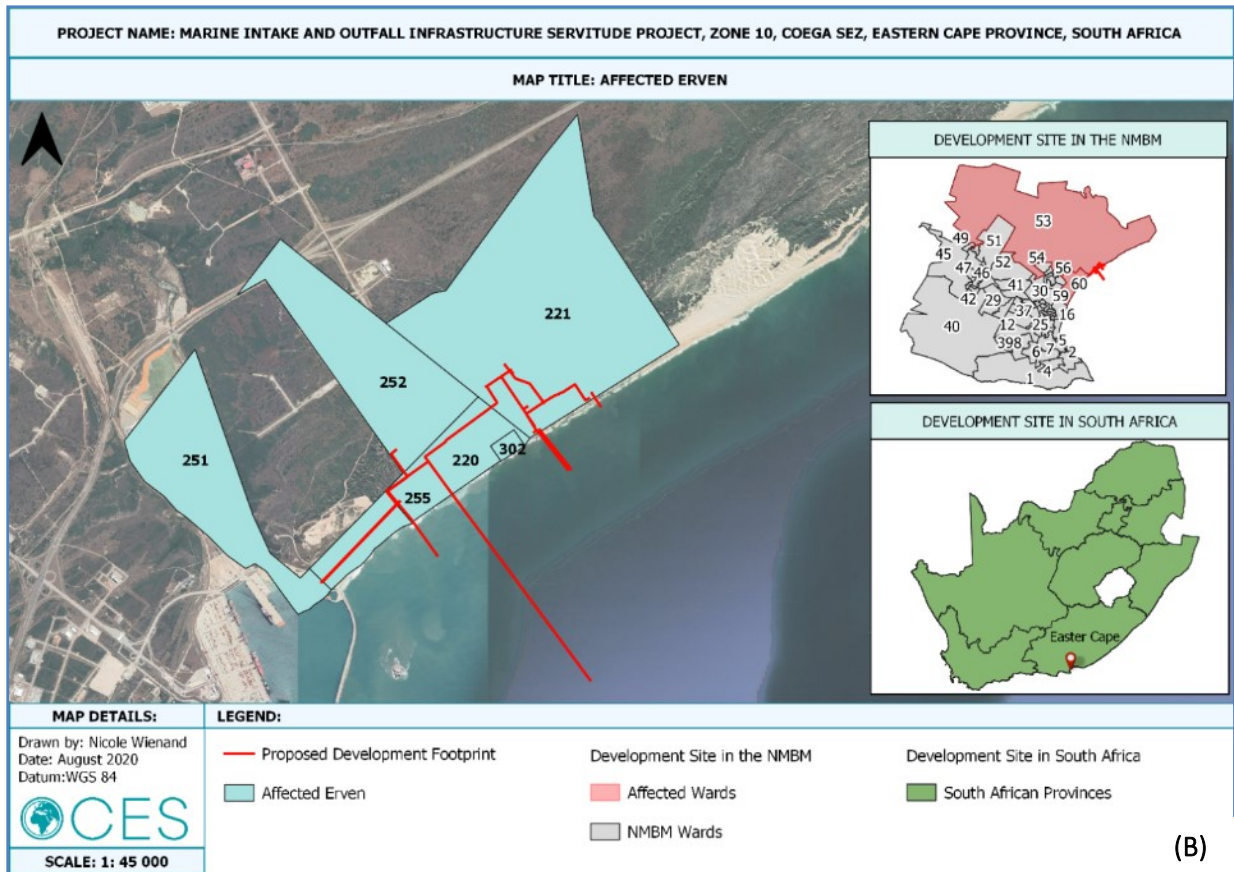 PROJECT NAME: MARINE INTAKE AND OUTFALL INFRASTRUCTURE SERVITUDE PROJECT, ZONE 10, COEGA SEZ, EASTERN CAPE PROVINCE, SOUTH AFRICA
MAP TITLE: AFFECTED ERVEN
221
252
251
302
220
255
DEVELOPMENT SITE IN THE NMBM
53
49
51
45
54
52
47
46
56
41
60
30
42
29
59
37
16
40
12
25
398
5
6
7
2
4
1
DEVELOPMENT SITE IN SOUTH AFRICA
Easter Cape
MAP DETAILS:
Drawn by: Nicole Wienand
Date: August 2020
Datum:WGS 84
CES
SCALE: 1: 45 000
LEGEND:
Proposed Development Footprint
Affected Erven
Development Site in the NMBM
Affected Wards
NMBM Wards
Development Site in South Africa
South African Provinces
(B)